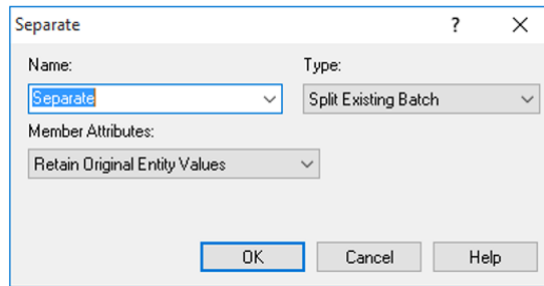 Separate
?
Name:
Type:
Separate
Split Existing Batch
Member Attributes:
Retain Original Entity Values
OK
Cancel
Help